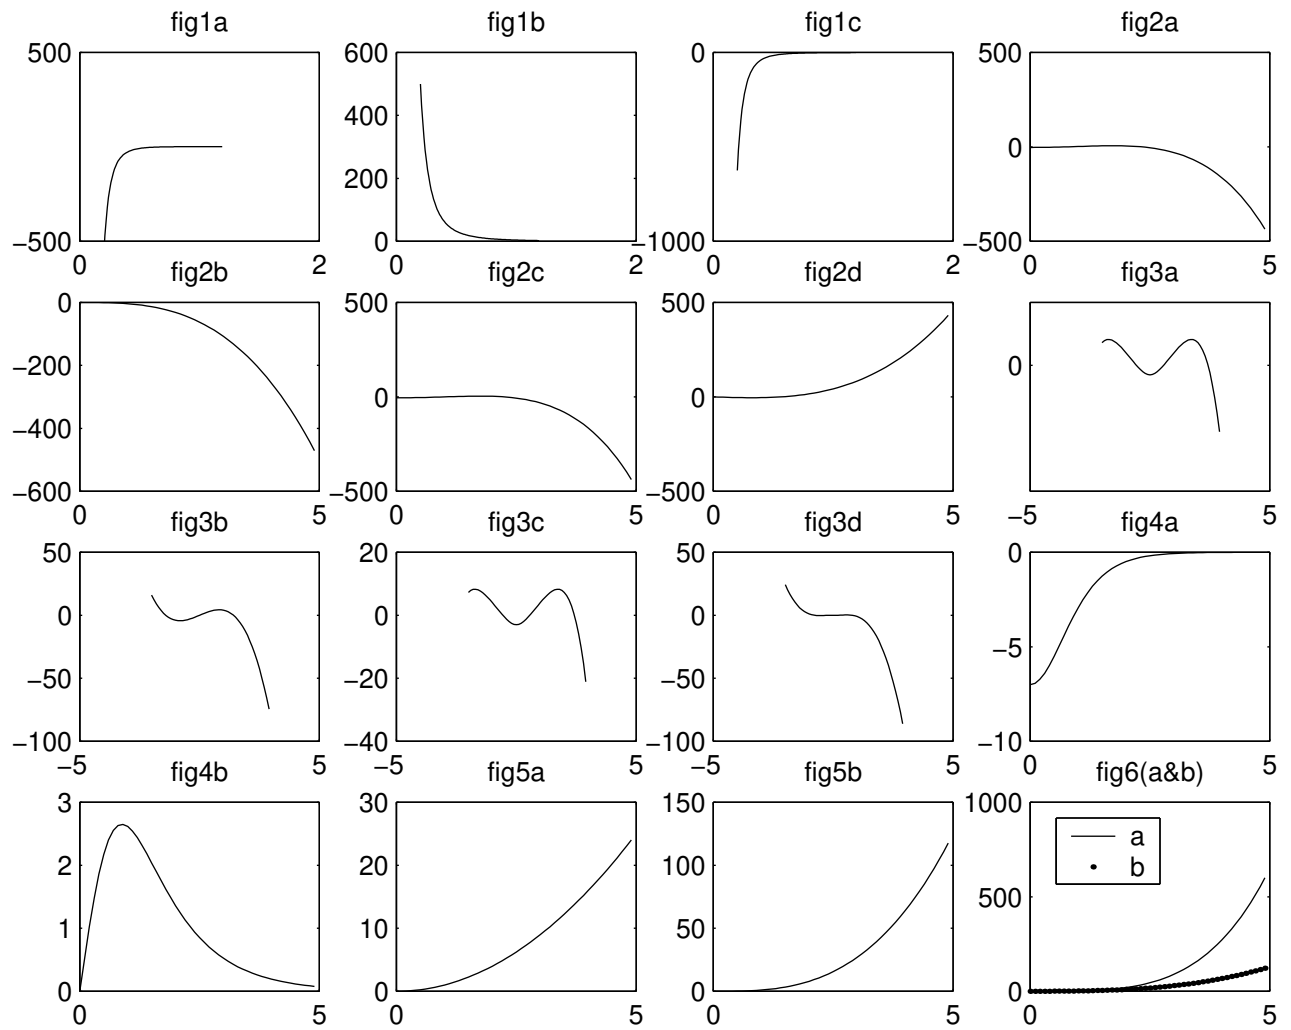 fig1a fig1b fig1c fig2a
500 600 0 500
400
200 0
−500 0 −1000 −500
0 2 0 2 0 2 0 5
fig2b fig2c fig2d fig3a
0 500 500
−200 0 0 0
−400
−600 −500 −500
0 5 0 5 0 5 −5 5
fig3b fig3c fig3d fig4a
50 20 50 0
0 0 0
−50 −20 −50 −5
−100 −40 −100 −10
−5 5 −5 5 −5 5 0 5
fig4b fig5a fig5b fig6(a&b)
3 30 150 1000
a
2 20 100
b
1 10 50 500
0 0 0 0
0 5 0 5 0 5 0 5